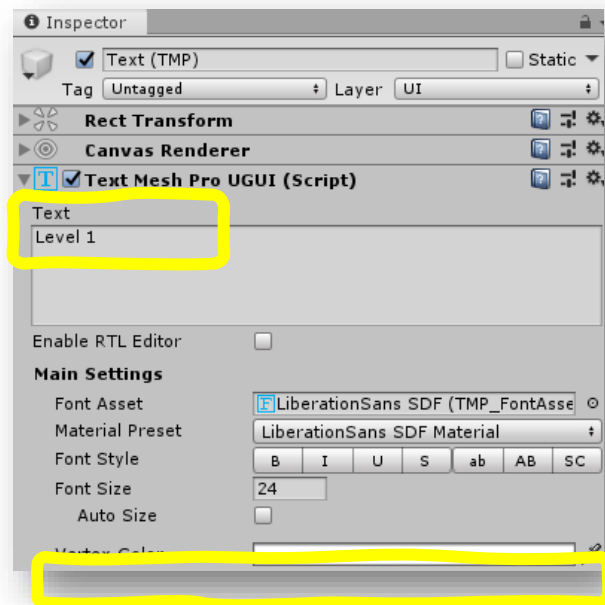 Inspector
Text (TMP) Static
Tag Untagged Layer UI
Rect Transform
Canvas Renderer
T Text Mesh Pro UGUI (Script)
Text
Level 1
Enable RTL Editor
Main Settings
Font Asset F LiberationSans SDF (TMP_FontAsse
Material Preset LiberationSans SDF Material
Font Style B I U S ab AB SC
Font Size 24
Auto Size
Vertex Color